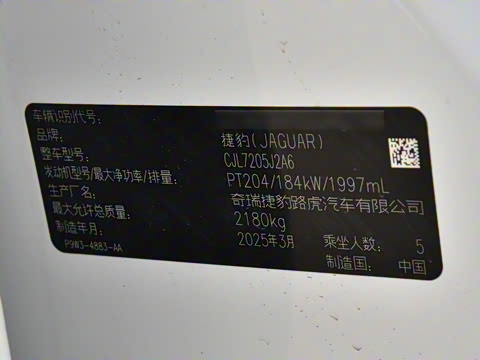 车辆识别代号:
品牌: 捷豹(JAGUAR)
整车型号: CJL7205J2A6
发动机型号/最大净功率/排量: PT204/184kW/1997mL
生产厂名: 奇瑞捷豹路虎汽车有限公司
最大允许总质量: 2180kg
制造年月: 2025年3月 乘坐人数: 5
P9W3-4883-AA 制造国: 中国